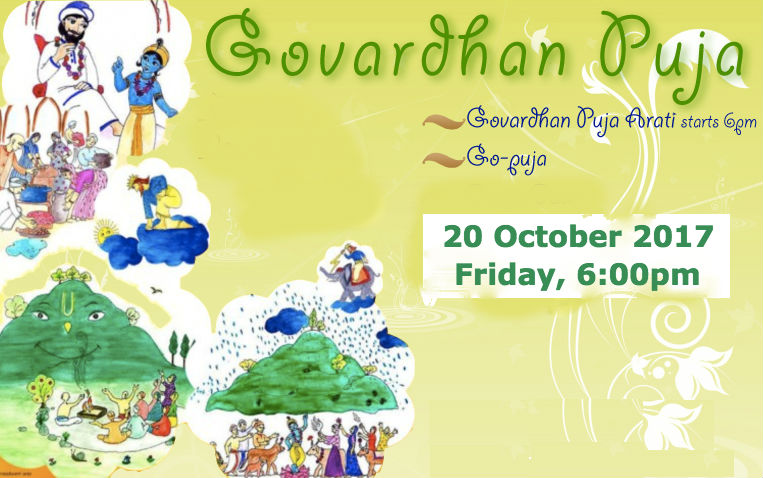 Govardhan Puja
Govardhan Puja Arati starts 6pm
Go-puja
20 October 2017
Friday, 6:00pm